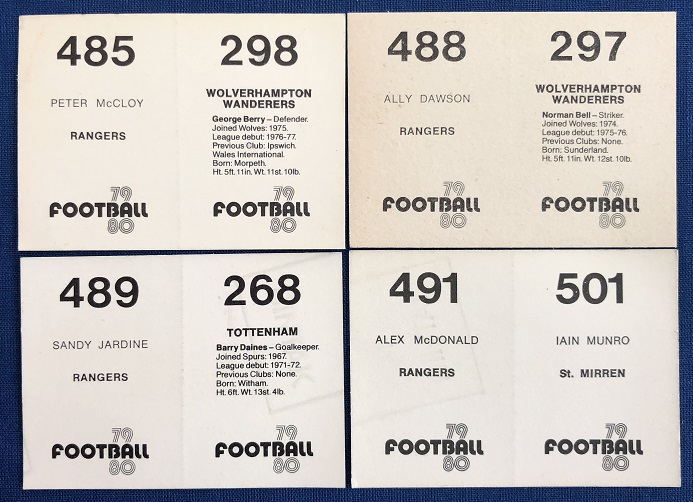 485
PETER McCLOY
RANGERS
79
FOOTBALL
80
298
WOLVERHAMPTON
WANDERERS
George Berry – Defender.
Joined Wolves: 1975.
League debut: 1976-77.
Previous Club: Ipswich.
Wales International.
Born: Morpeth.
Ht. 5ft. 11in. Wt. 11st. 10lb.
79
FOOTBALL
80
488
ALLY DAWSON
RANGERS
79
FOOTBALL
80
297
WOLVERHAMPTON
WANDERERS
Norman Bell – Striker.
Joined Wolves: 1974.
League debut: 1975-76.
Previous Clubs: None.
Born: Sunderland.
Ht. 5ft. 11in. Wt. 12st. 10lb.
79
FOOTBALL
80
489
SANDY JARDINE
RANGERS
79
FOOTBALL
80
268
TOTTENHAM
Barry Daines – Goalkeeper.
Joined Spurs: 1967.
League debut: 1971-72.
Previous Clubs: None.
Born: Witham.
Ht. 6ft. Wt. 13st. 4lb.
79
FOOTBALL
80
491
ALEX McDONALD
RANGERS
79
FOOTBALL
80
501
IAIN MUNRO
St. MIRREN
79
FOOTBALL
80